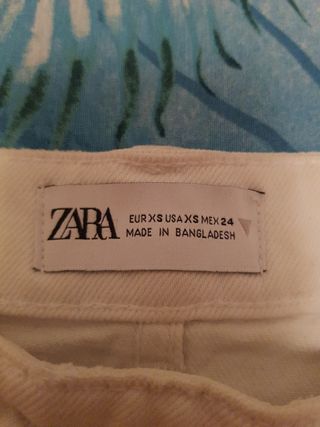 ZARA
EUR XS USA XS MEX 24
MADE IN BANGLADESH